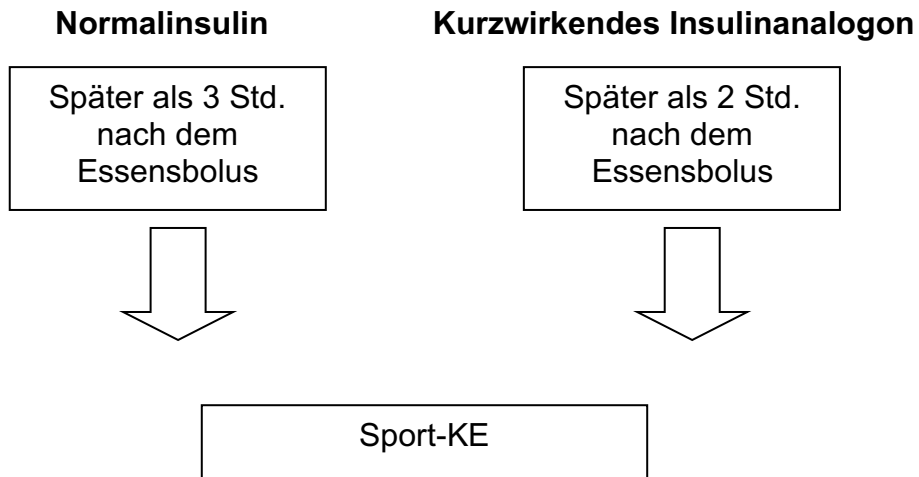 Normalinsulin
Kurzwirkendes Insulinanalogon
Später als 3 Std.
nach dem
Essensbolus
Später als 2 Std.
nach dem
Essensbolus
Sport-KE